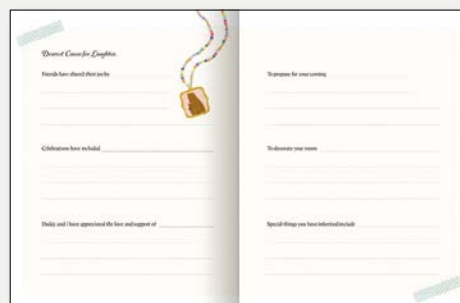 Dearest Cause for Laughter,
Friends have shared their joy by
Celebrations have included
Daddy and I have appreciated the love and support of
To prepare for your coming
To decorate your room
Special things you have inherited include